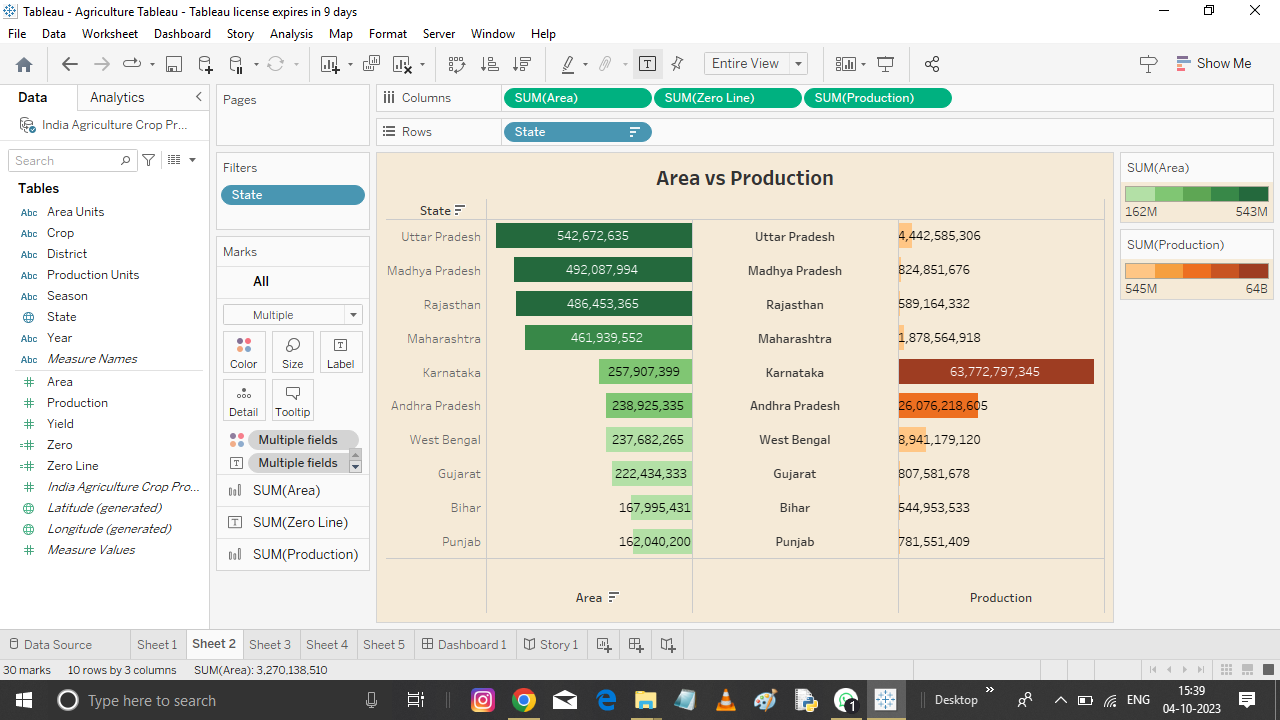 Tableau - Agriculture Tableau - Tableau license expires in 9 days
File Data Worksheet Dashboard Story Analysis Map Format Server Window Help
Entire View
Show Me
Data Analytics
India Agriculture Crop Pr...
Search
Tables
Abc Area Units
Abc Crop
Abc District
Abc Production Units
Abc Season
State
Abc Year
Abc Measure Names
Area
Production
Yield
Zero
Zero Line
India Agriculture Crop Pro...
Latitude (generated)
Longitude (generated)
Measure Values
Pages
Filters
State
Marks
All
Multiple
Color Size Label
Detail Tooltip
Multiple fields
Multiple fields
SUM(Area)
SUM(Zero Line)
SUM(Production)
Columns SUM(Area) SUM(Zero Line) SUM(Production)
Rows State
Area vs Production
State
Uttar Pradesh 542,672,635 Uttar Pradesh 4,442,585,306
Madhya Pradesh 492,087,994 Madhya Pradesh 824,851,676
Rajasthan 486,453,365 Rajasthan 589,164,332
Maharashtra 461,939,552 Maharashtra 1,878,564,918
Karnataka 257,907,399 Karnataka 63,772,797,345
Andhra Pradesh 238,925,335 Andhra Pradesh 26,076,218,605
West Bengal 237,682,265 West Bengal 8,941,179,120
Gujarat 222,434,333 Gujarat 807,581,678
Bihar 167,995,431 Bihar 544,953,533
Punjab 162,040,200 Punjab 781,551,409
Area Production
SUM(Area)
162M 543M
SUM(Production)
545M 64B
Data Source Sheet 1 Sheet 2 Sheet 3 Sheet 4 Sheet 5 Dashboard 1 Story 1
30 marks 10 rows by 3 columns SUM(Area): 3,270,138,510
Type here to search
1
Desktop
ENG
15:39
04-10-2023